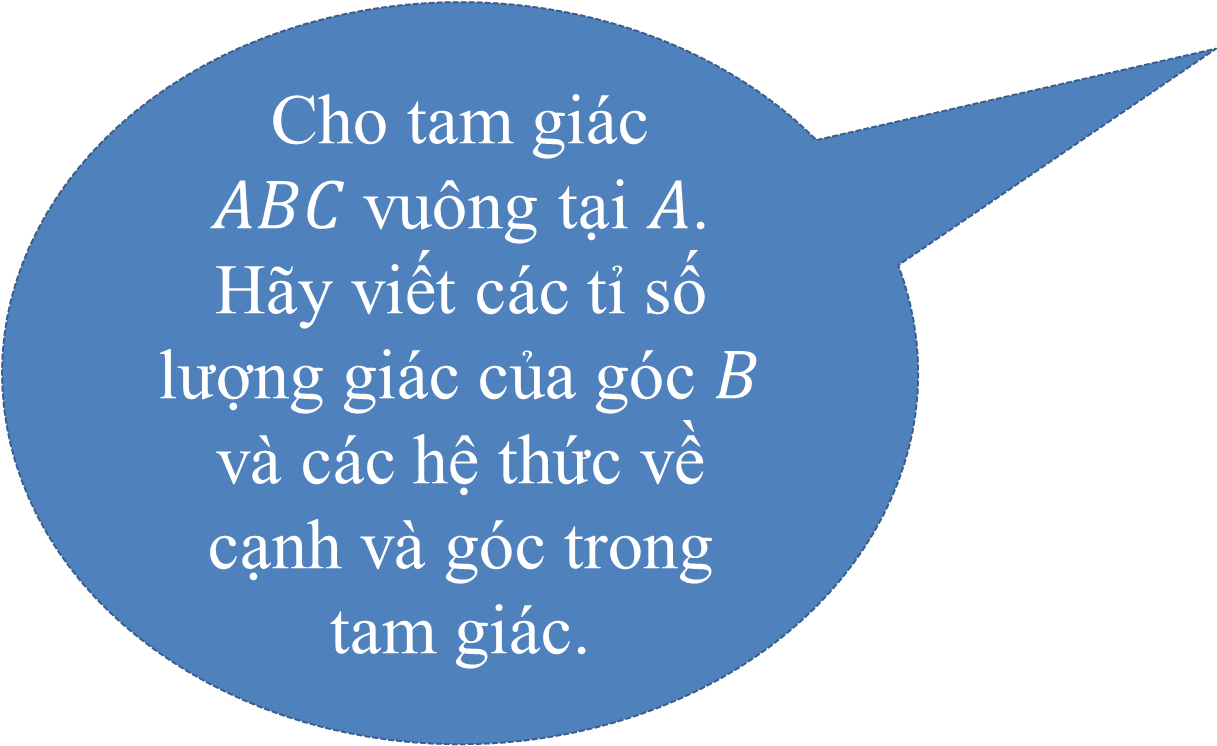 Cho tam giác
ABC vuông tại A.
Hãy viết các tỉ số
lượng giác của góc B
và các hệ thức về
cạnh và góc trong
tam giác.